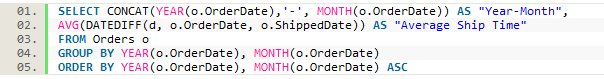 01. SELECT CONCAT(YEAR(o.OrderDate),'-', MONTH(o.OrderDate)) AS "Year-Month",
02. AVG(DATEDIFF(d, o.OrderDate, o.ShippedDate)) AS "Average Ship Time"
03. FROM Orders o
04. GROUP BY YEAR(o.OrderDate), MONTH(o.OrderDate)
05. ORDER BY YEAR(o.OrderDate), MONTH(o.OrderDate) ASC